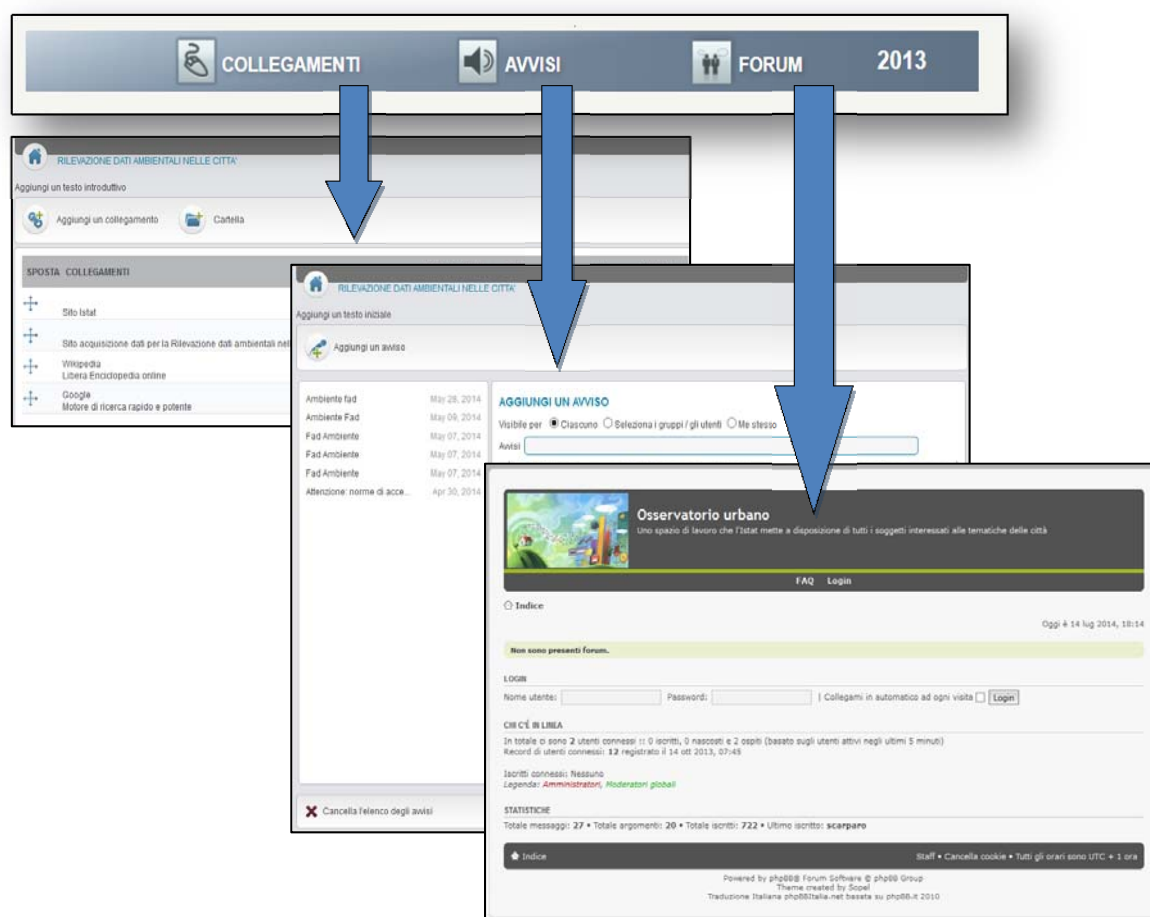 COLLEGAMENTI
AVVISI
FORUM
2013
RILEVAZIONE DATI AMBIENTALI NELLE CITTA'
Aggiungi un testo introduttivo
Aggiungi un collegamento
Cartella
SPOSTA COLLEGAMENTI
Sito Istat
Sito acquisizione dati per la Rilevazione dati ambientali nell
Wikipedia
Libera Enciclopedia online
Google
Motore di ricerca rapido e potente
RILEVAZIONE DATI AMBIENTALI NELLE CITTA'
Aggiungi un testo iniziale
Aggiungi un avviso
Ambiente fad May 28, 2014
Ambiente Fad May 09, 2014
Fad Ambiente May 07, 2014
Fad Ambiente May 07, 2014
Fad Ambiente May 07, 2014
Attenzione: norme di acce... Apr 30, 2014
Cancella l'elenco degli avvisi
AGGIUNGI UN AVVISO
Visibile per Ciascuno Seleziona i gruppi / gli utenti Me stesso
Avvisi
Osservatorio urbano
Uno spazio di lavoro che l'Istat mette a disposizione di tutti i soggetti interessati alle tematiche delle città
FAQ Login
Indice
Oggi è 14 lug 2014, 18:14
Non sono presenti forum.
LOGIN
Nome utente: Password: | Collegami in automatico ad ogni visita Login
CHI C'È IN LINEA
In totale ci sono 2 utenti connessi :: 0 iscritti, 0 nascosti e 2 ospiti (basato sugli utenti attivi negli ultimi 5 minuti)
Record di utenti connessi: 12 registrato il 14 ott 2013, 07:45
Iscritti connessi: Nessuno
Legenda: Amministratori, Moderatori globali
STATISTICHE
Totale messaggi: 27 • Totale argomenti: 20 • Totale iscritti: 722 • Ultimo iscritto: scarparo
Indice
Staff • Cancella cookie • Tutti gli orari sono UTC + 1 ora
Powered by phpBB® Forum Software © phpBB Group
Theme created by Sopel
Traduzione Italiana phpBBItalia.net basata su phpBB.it 2010